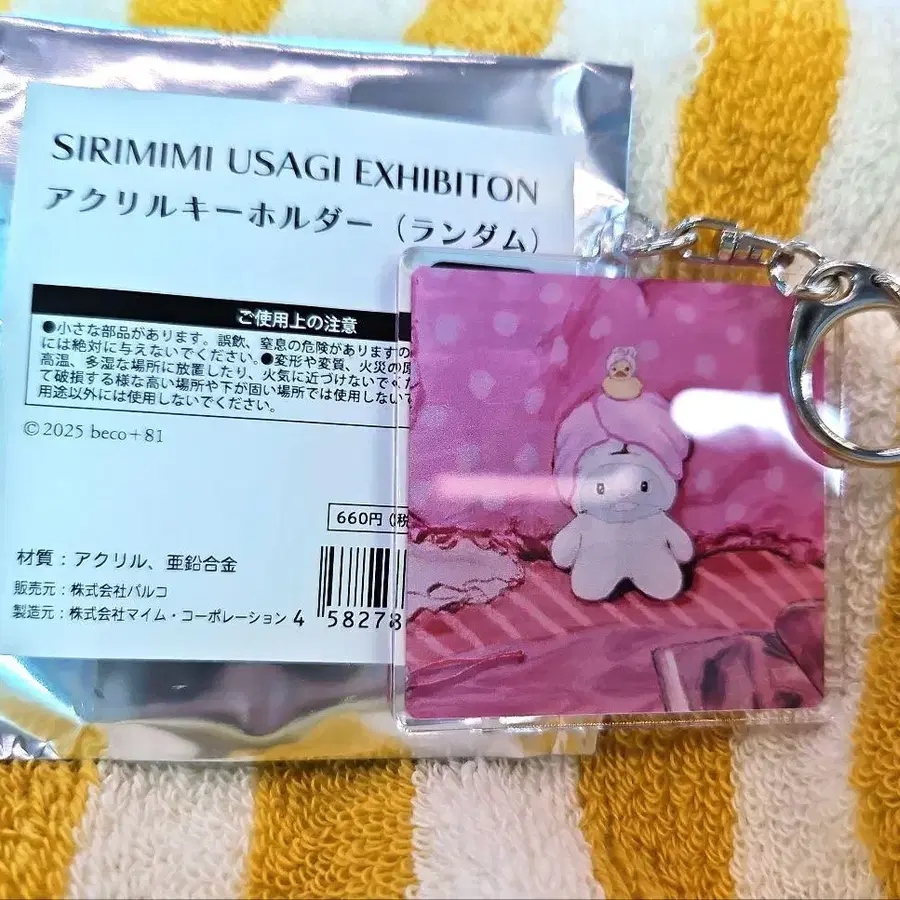 SIRIMIMI USAGI EXHIBITON
アクリルキーホルダー（ランダム）
ご使用上の注意
●小さな部品があります。誤飲、窒息の危険がありますの
には絶対に与えないでください。●変形や変質、火災の原
高温、多湿な場所に放置したり、火気に近づけないでくだ
て破損する様な高い場所や下が固い場所では使用しないで
用途以外には使用しないでください。
©2025 beco+81
660円（税
材質：アクリル、亜鉛合金
販売元：株式会社パルコ
製造元：株式会社マイム・コーポレーション
4 58278